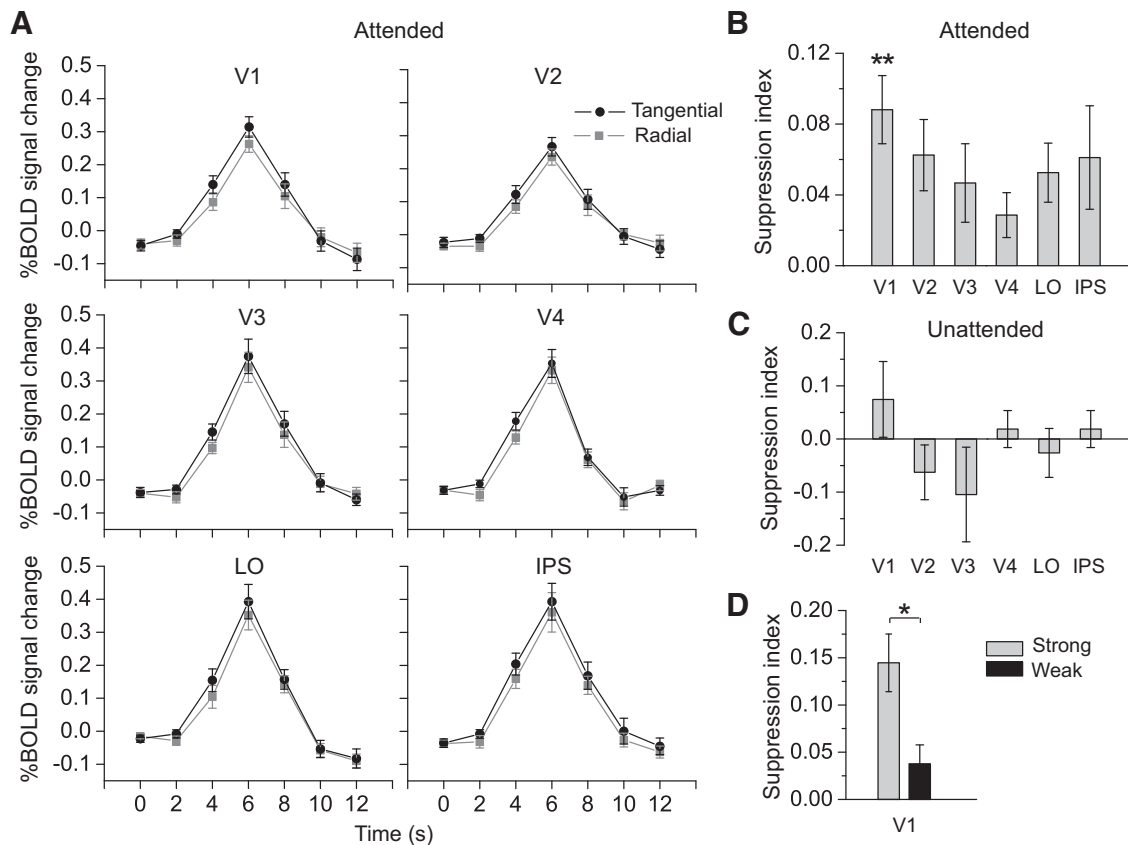 A
Attended
V1
V2
Tangential
Radial
%BOLD signal change
0.5
0.4
0.3
0.2
0.1
0.0
-0.1
V3
V4
%BOLD signal change
0.5
0.4
0.3
0.2
0.1
0.0
-0.1
LO
IPS
%BOLD signal change
0.5
0.4
0.3
0.2
0.1
0.0
-0.1
0 2 4 6 8 10 12 0 2 4 6 8 10 12
Time (s)
B
Attended
Suppression index
0.12
0.08
0.04
0.00
**
V1 V2 V3 V4 LO IPS
C
Unattended
Suppression index
0.2
0.1
0.0
-0.1
-0.2
V1 V2 V3 V4 LO IPS
D
Suppression index
0.20
0.15
0.10
0.05
0.00
*
Strong
Weak
V1